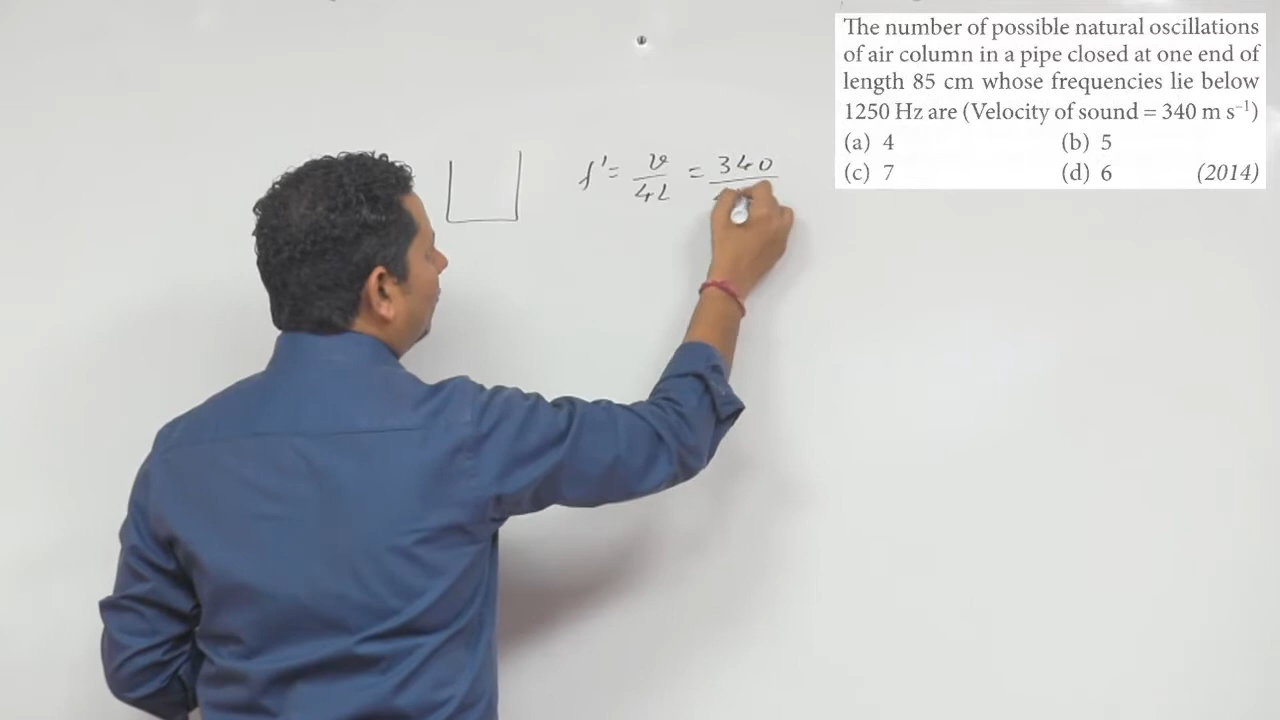 The number of possible natural oscillations
of air column in a pipe closed at one end of
length 85 cm whose frequencies lie below
1250 Hz are (Velocity of sound = 340 m s⁻¹)
(a) 4 (b) 5
(c) 7 (d) 6 (2014)
f' = v/4L = 340/